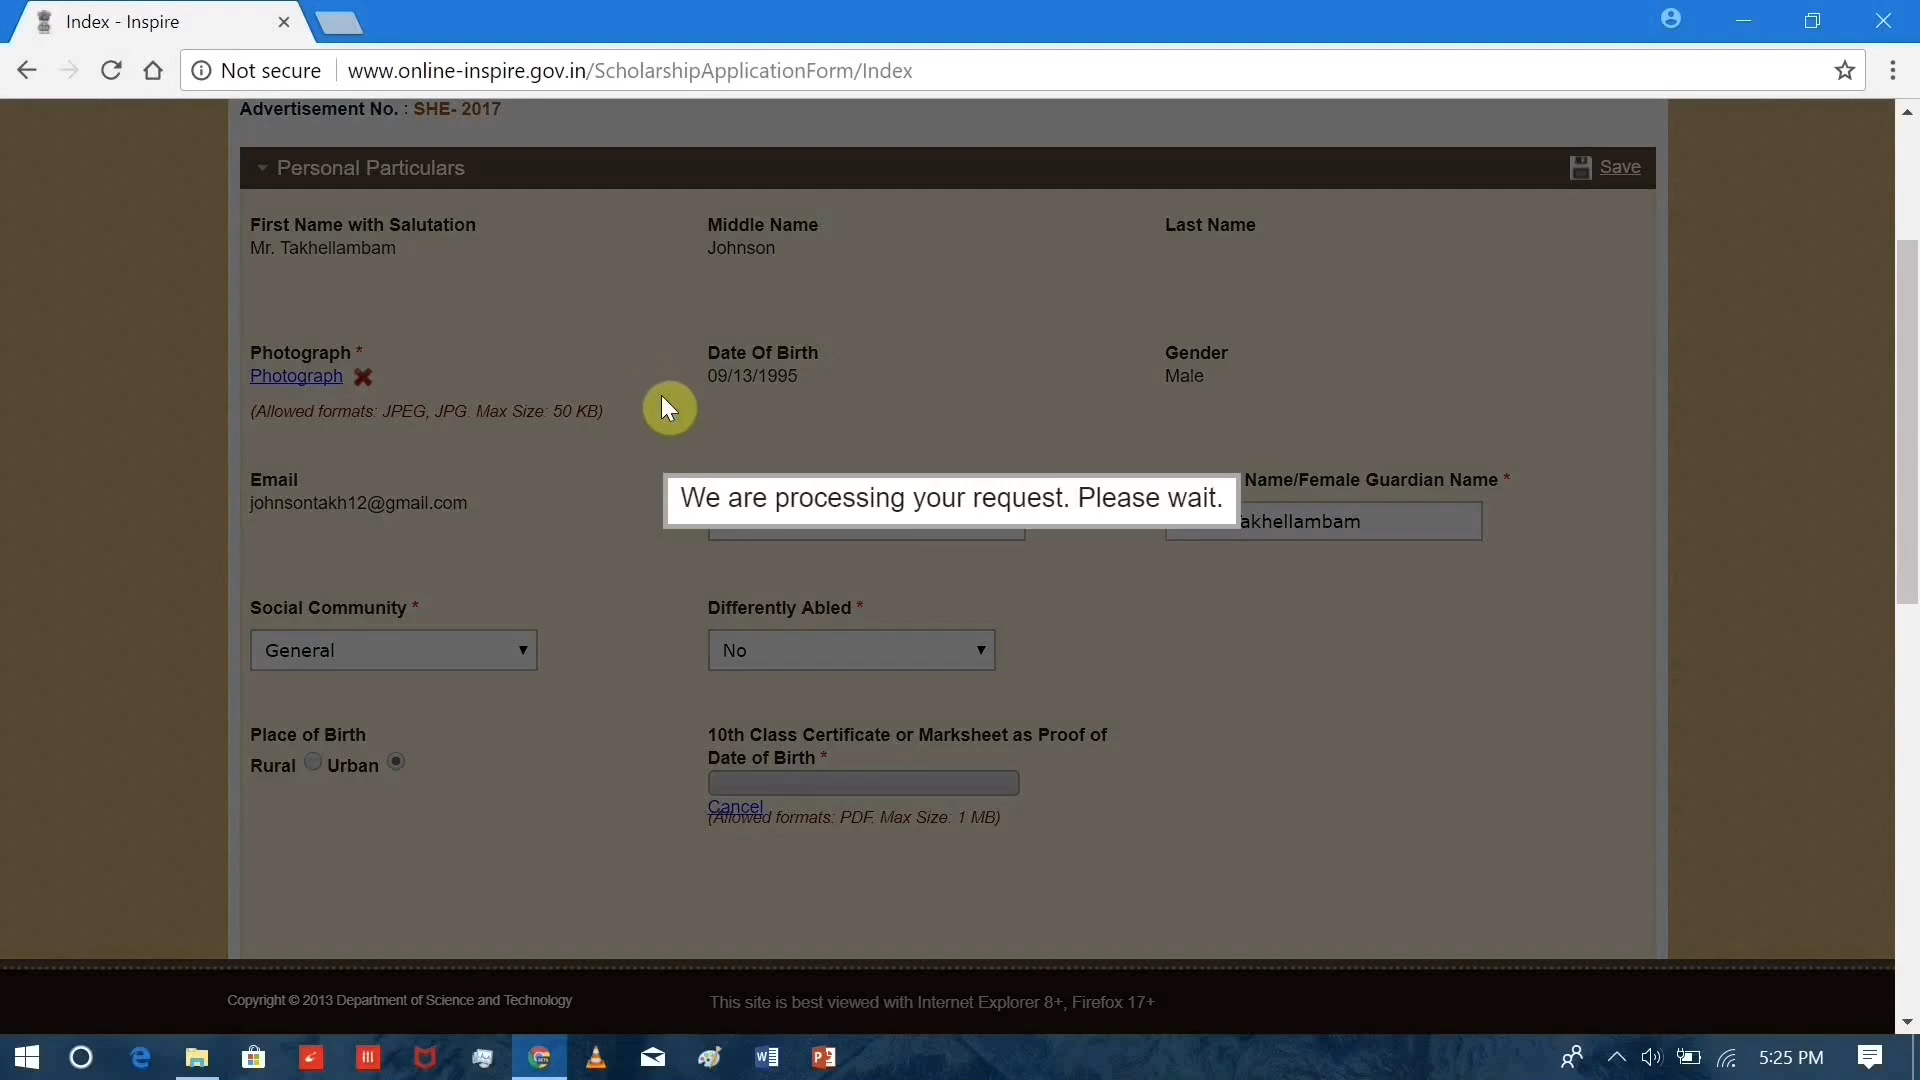 Index - Inspire
Not secure www.online-inspire.gov.in/ScholarshipApplicationForm/Index
Advertisement No. : SHE- 2017
Personal Particulars Save
First Name with Salutation Middle Name Last Name
Mr. Takhellambam Johnson
Photograph * Date Of Birth Gender
Photograph 09/13/1995 Male
(Allowed formats: JPEG, JPG. Max Size: 50 KB)
Email Name/Female Guardian Name *
johnsontakh12@gmail.com
We are processing your request. Please wait.
akhellambam
Social Community * Differently Abled *
General No
Place of Birth 10th Class Certificate or Marksheet as Proof of
Rural Urban Date of Birth *
Cancel
(Allowed formats: PDF. Max Size: 1 MB)
Copyright © 2013 Department of Science and Technology This site is best viewed with Internet Explorer 8+, Firefox 17+
5:25 PM